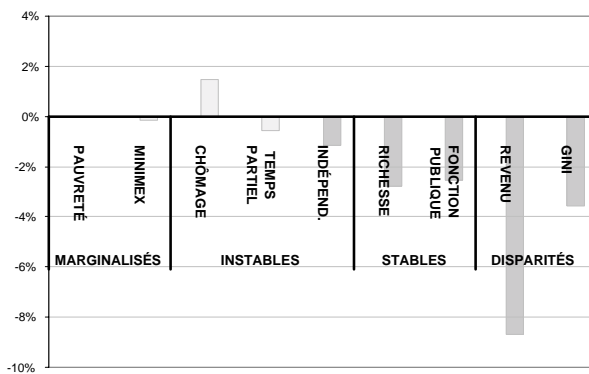 4%
2%
0%
-2%
-4%
-6%
-8%
-10%
PAUVRETÉ
MINIMEX
CHÔMAGE
TEMPS
PARTIEL
INDÉPEND.
RICHESSE
FONCTION
PUBLIQUE
REVENU
GINI
MARGINALISÉS
INSTABLES
STABLES
DISPARITÉS